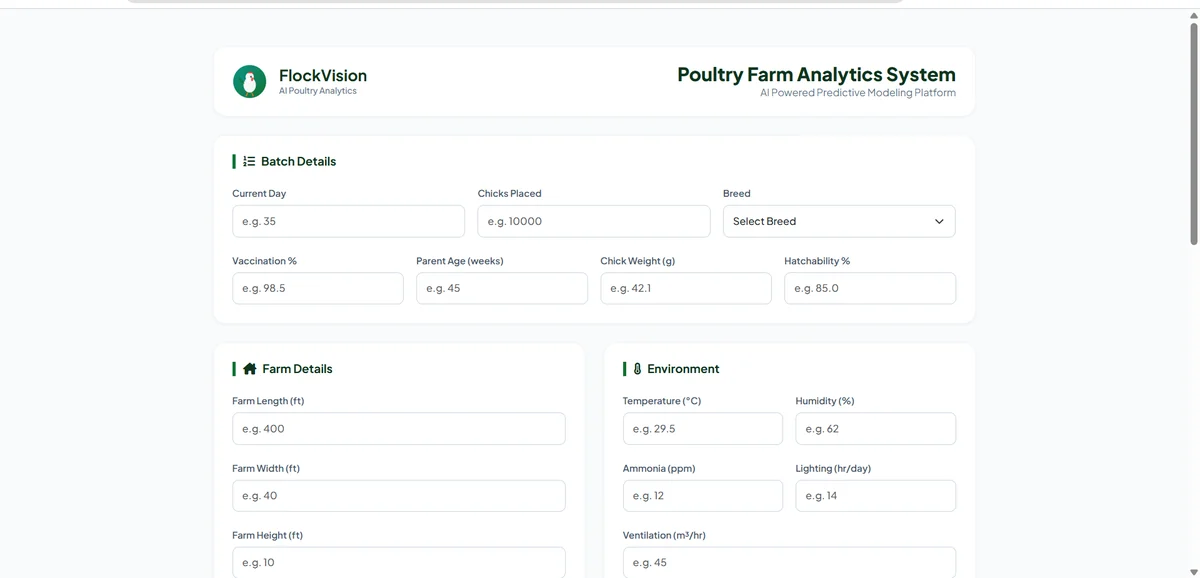 FlockVision
AI Poultry Analytics
Poultry Farm Analytics System
AI Powered Predictive Modeling Platform
Batch Details
Current Day
Chicks Placed
Breed
e.g. 35
e.g. 10000
Select Breed
Vaccination %
Parent Age (weeks)
Chick Weight (g)
Hatchability %
e.g. 98.5
e.g. 45
e.g. 42.1
e.g. 85.0
Farm Details
Farm Length (ft)
e.g. 400
Farm Width (ft)
e.g. 40
Farm Height (ft)
e.g. 10
Environment
Temperature (°C)
Humidity (%)
e.g. 29.5
e.g. 62
Ammonia (ppm)
Lighting (hr/day)
e.g. 12
e.g. 14
Ventilation (m³/hr)
e.g. 45